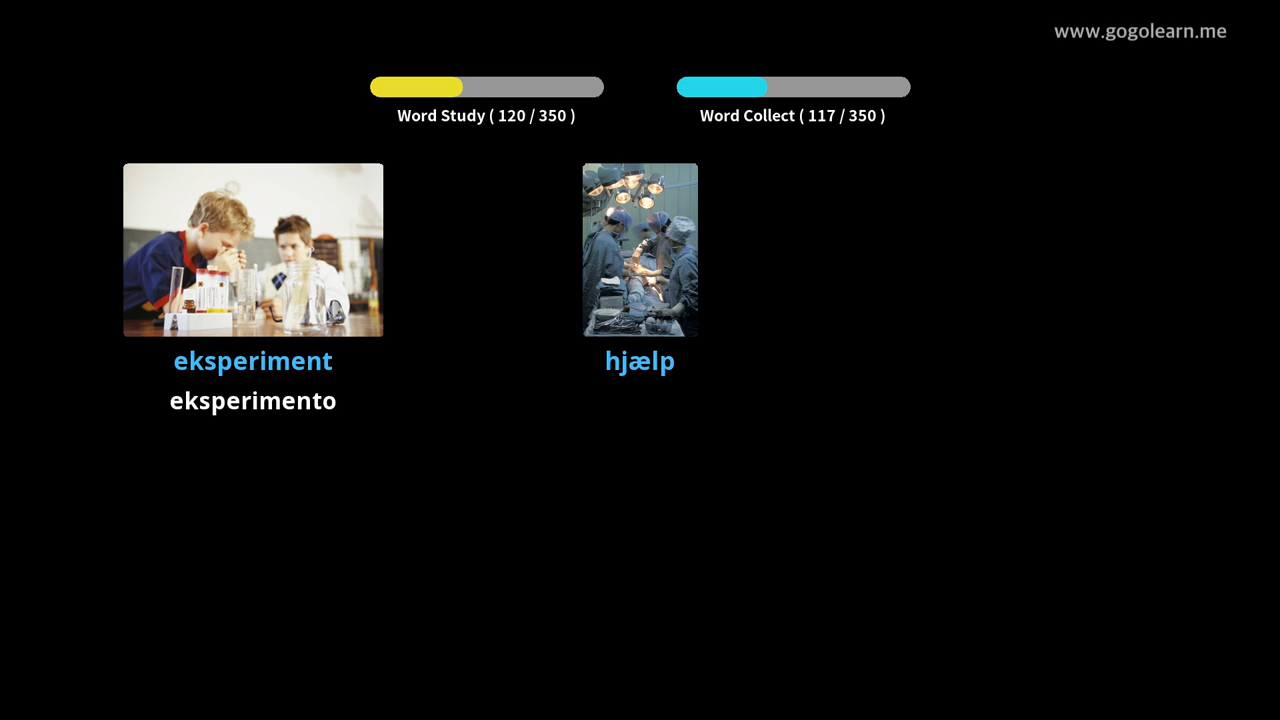 www.gogolearn.me
Word Study ( 120 / 350 )
Word Collect ( 117 / 350 )
eksperiment
hjælp
eksperimento